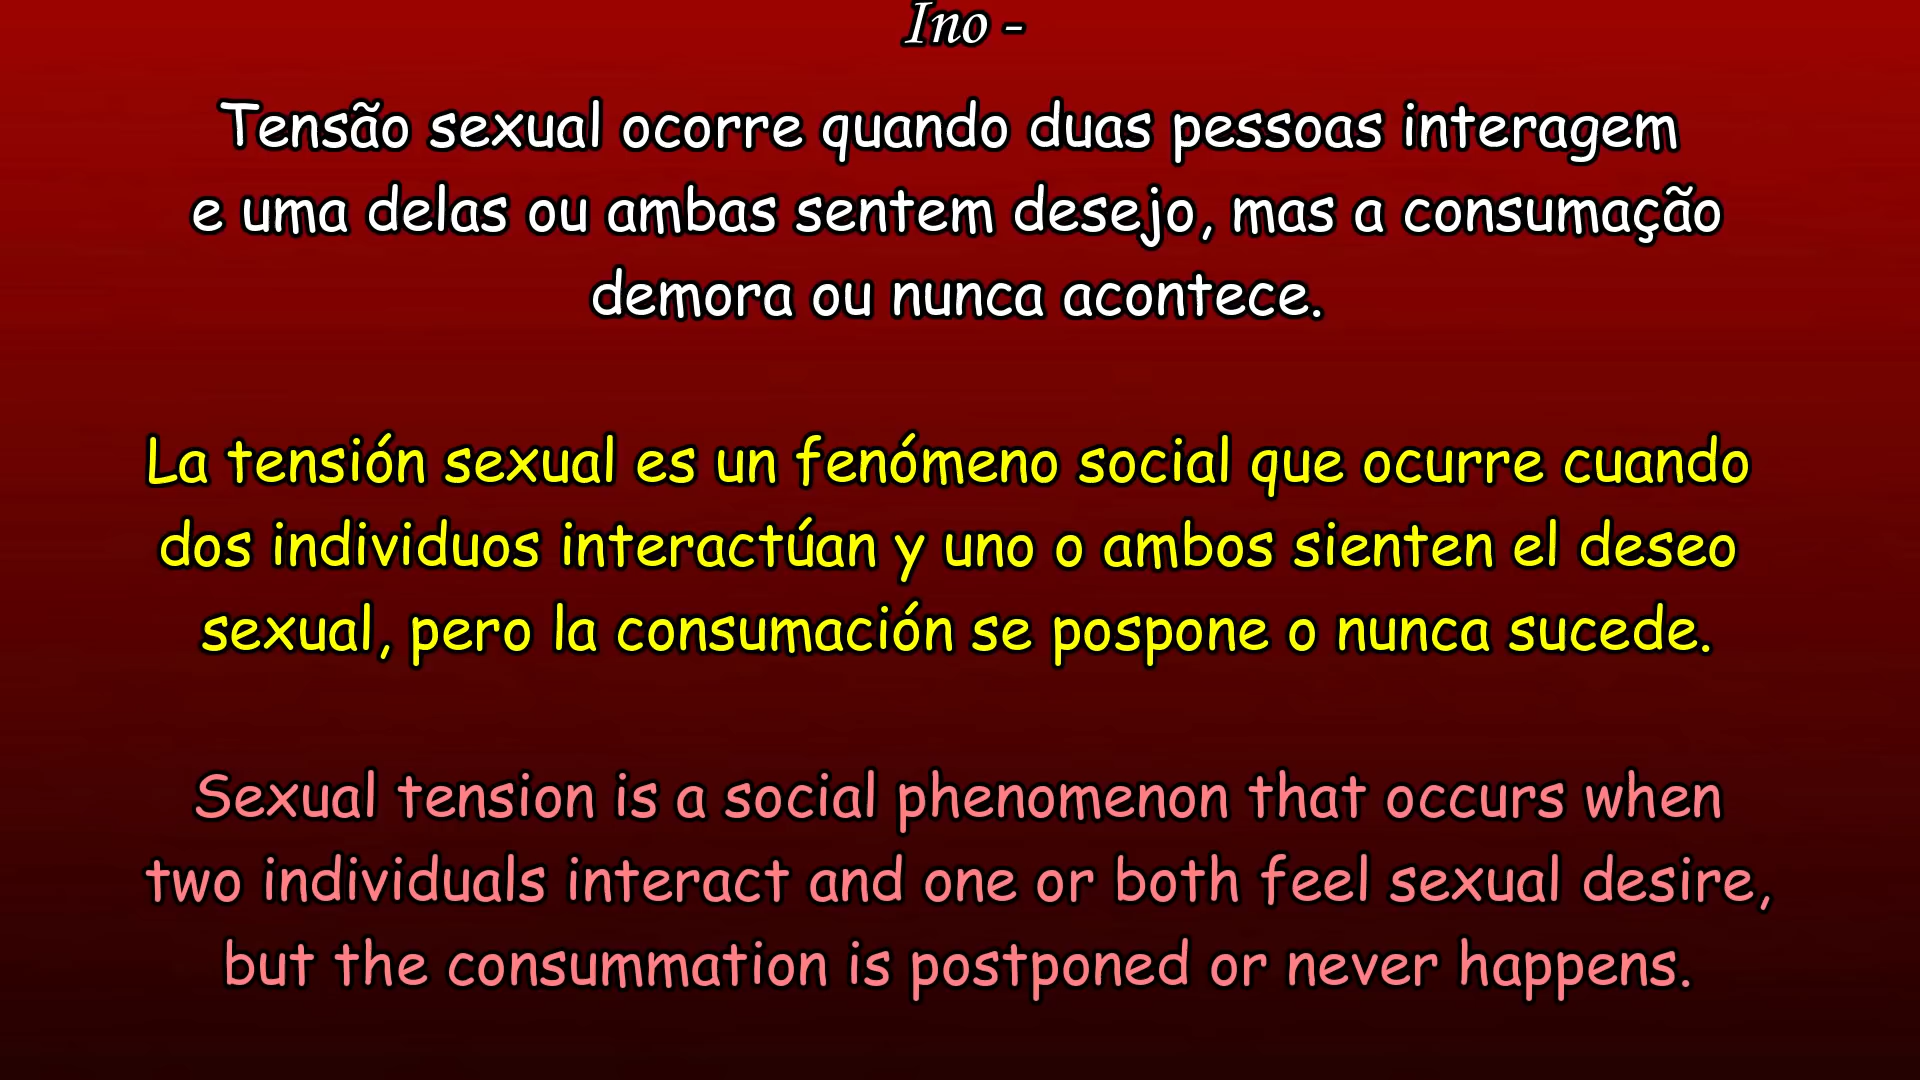 Ino -
Tensão sexual ocorre quando duas pessoas interagem
e uma delas ou ambas sentem desejo, mas a consumação
demora ou nunca acontece.
La tensión sexual es un fenómeno social que ocurre cuando
dos individuos interactúan y uno o ambos sienten el deseo
sexual, pero la consumación se pospone o nunca sucede.
Sexual tension is a social phenomenon that occurs when
two individuals interact and one or both feel sexual desire,
but the consummation is postponed or never happens.